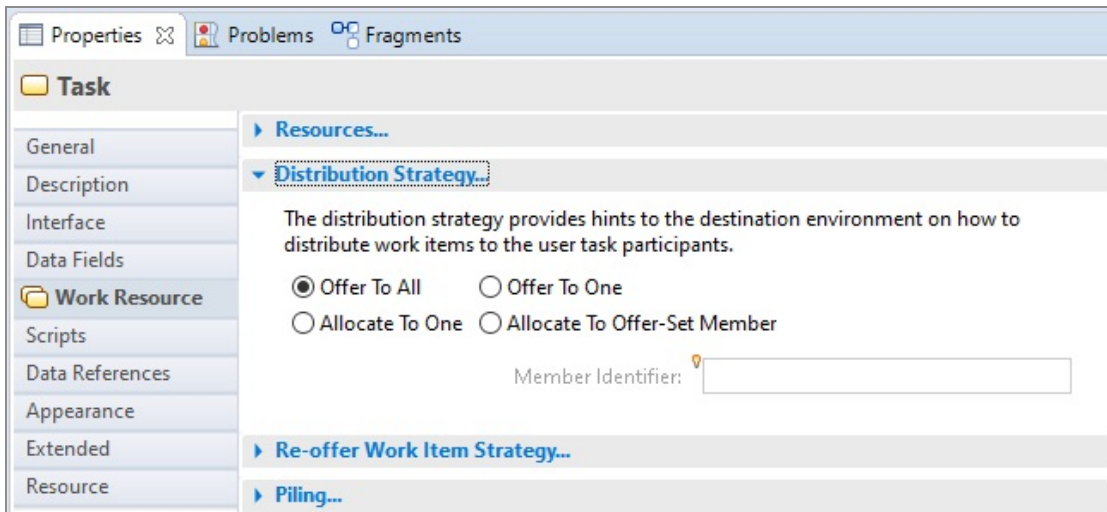 Properties Problems Fragments
Task
General
Description
Interface
Data Fields
Work Resource
Scripts
Data References
Appearance
Extended
Resource
Resources...
Distribution Strategy...
The distribution strategy provides hints to the destination environment on how to
distribute work items to the user task participants.
Offer To All Offer To One
Allocate To One Allocate To Offer-Set Member
Member Identifier:
Re-offer Work Item Strategy...
Piling...